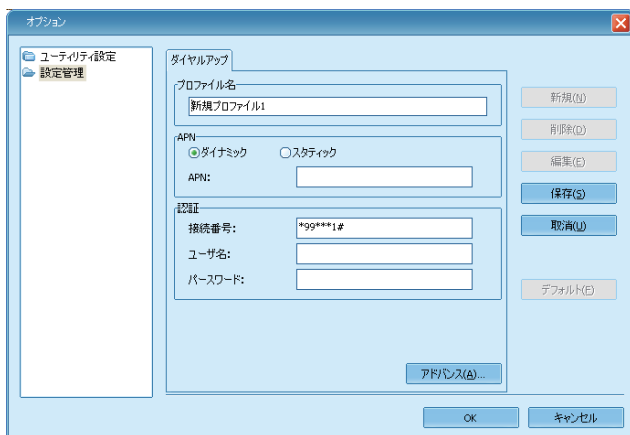 オプション
ユーティリティ設定
設定管理
ダイヤルアップ
プロファイル名
新規プロファイル1
APN
ダイナミック スタティック
APN:
認証
接続番号: *99***1#
ユーザ名:
パースワード:
アドバンス(A)...
新規(N)
削除(D)
編集(E)
保存(S)
取消(U)
デフォルト(F)
OK キャンセル